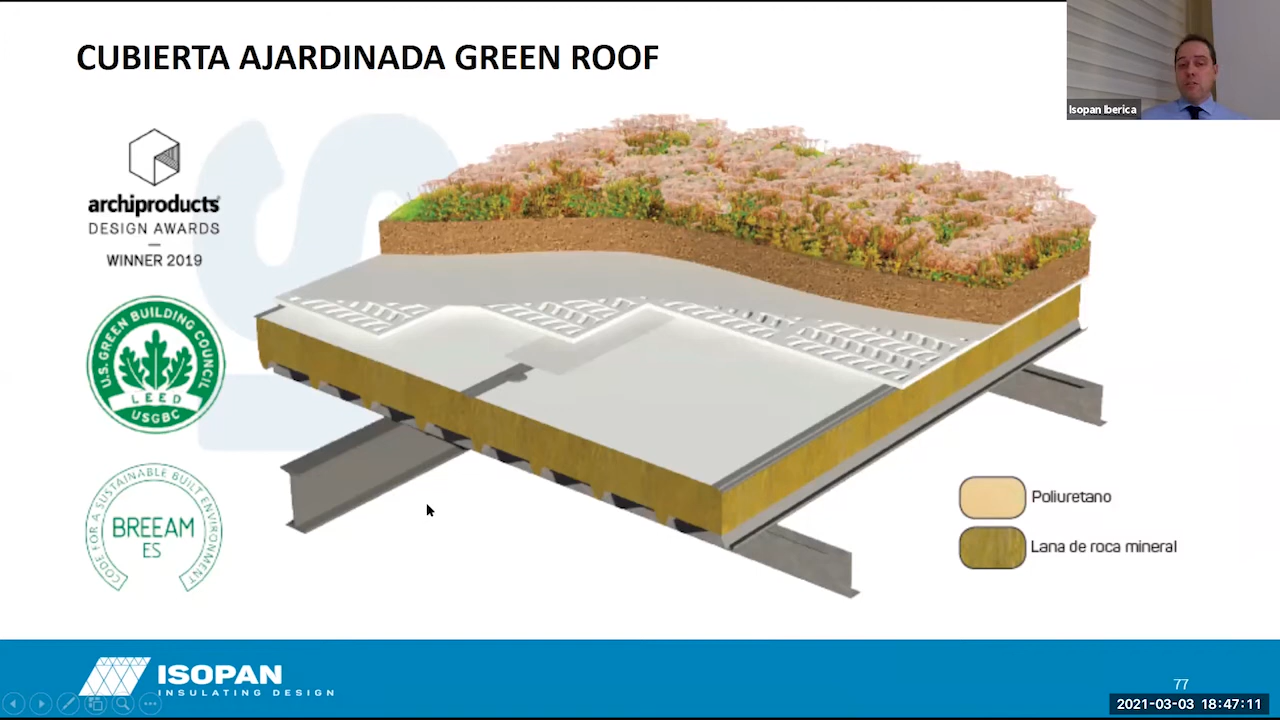 CUBIERTA AJARDINADA GREEN ROOF
Isopan Iberica
archiproducts
DESIGN AWARDS
WINNER 2019
U.S. GREEN BUILDING COUNCIL
LEED
USGBC
CODE FOR A SUSTAINABLE BUILT ENVIRONMENT
BREEAM
ES
Poliuretano
Lana de roca mineral
ISOPAN
INSULATING DESIGN
77
2021-03-03 18:47:11